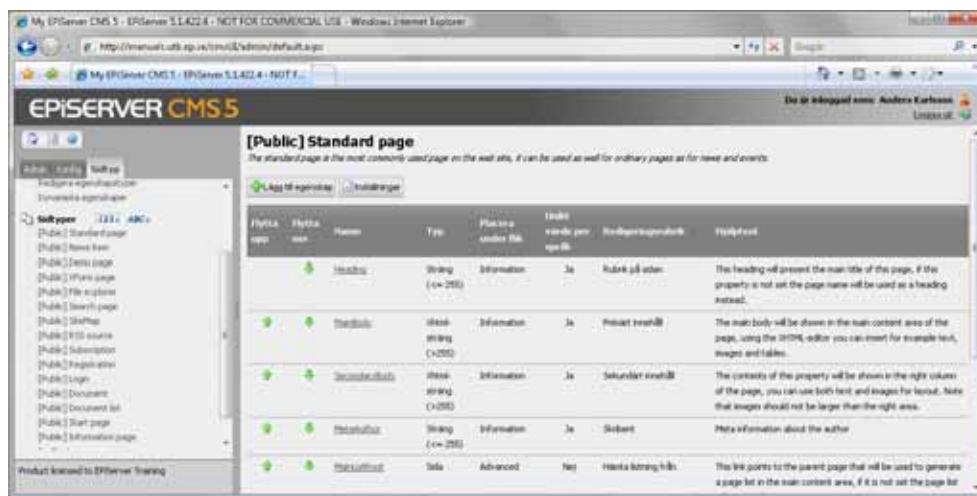 My EPiServer CMS 5 - EPiServer 5.1.422.4 - NOT FOR COMMERCIAL USE - Windows Internet Explorer
My EPiServer CMS 5 - EPiServer 5.1.422.4 - NOT F...
EPiSERVER CMS 5
Du är inloggad som: Anders Karlsson
Admin Konfig Sidtyp
Redigera egenskapstyper
Dynamiska egenskaper
Sidtyper
[Public] Standard page
[Public] News item
[Public] Demo page
[Public] XForm page
[Public] File explorer
[Public] Search page
[Public] SiteMap
[Public] RSS source
[Public] Subscription
[Public] Registration
[Public] Login
[Public] Document
[Public] Document list
[Public] Start page
[Public] Information page
Product licensed to EPiServer Training
[Public] Standard page
The standard page is the most commonly used page on the web site, it can be used as well for ordinary pages as for news and events.
Lägg till egenskap Inställningar
Flytta upp Flytta ner Namn Typ Placera under flik Unikt värde per språk Redigeringsrubrik Hjälptext
Heading Sträng Information Ja Rubrik på sidan This heading will present the main title of this page, if this
(<= 255) property is not set the page name will be used as a heading
instead.
MainBody XHTML- Information Ja Primärt innehåll The main body will be shown in the main content area of the
sträng page, using the XHTML-editor you can insert for example text,
(>255) images and tables.
SecondaryBody XHTML- Information Ja Sekundärt innehåll The contents of this property will be shown in the right column
sträng of the page, you can use both text and images for layout. Note
(>255) that images should not be larger than the right area.
MetaAuthor Sträng Information Ja Skribent Meta information about the author
(<= 255)
MainListRoot Sida Advanced Nej Hämta listning från This link points to the parent page that will be used to generate
a page list in the main content area, if it is not set the page list